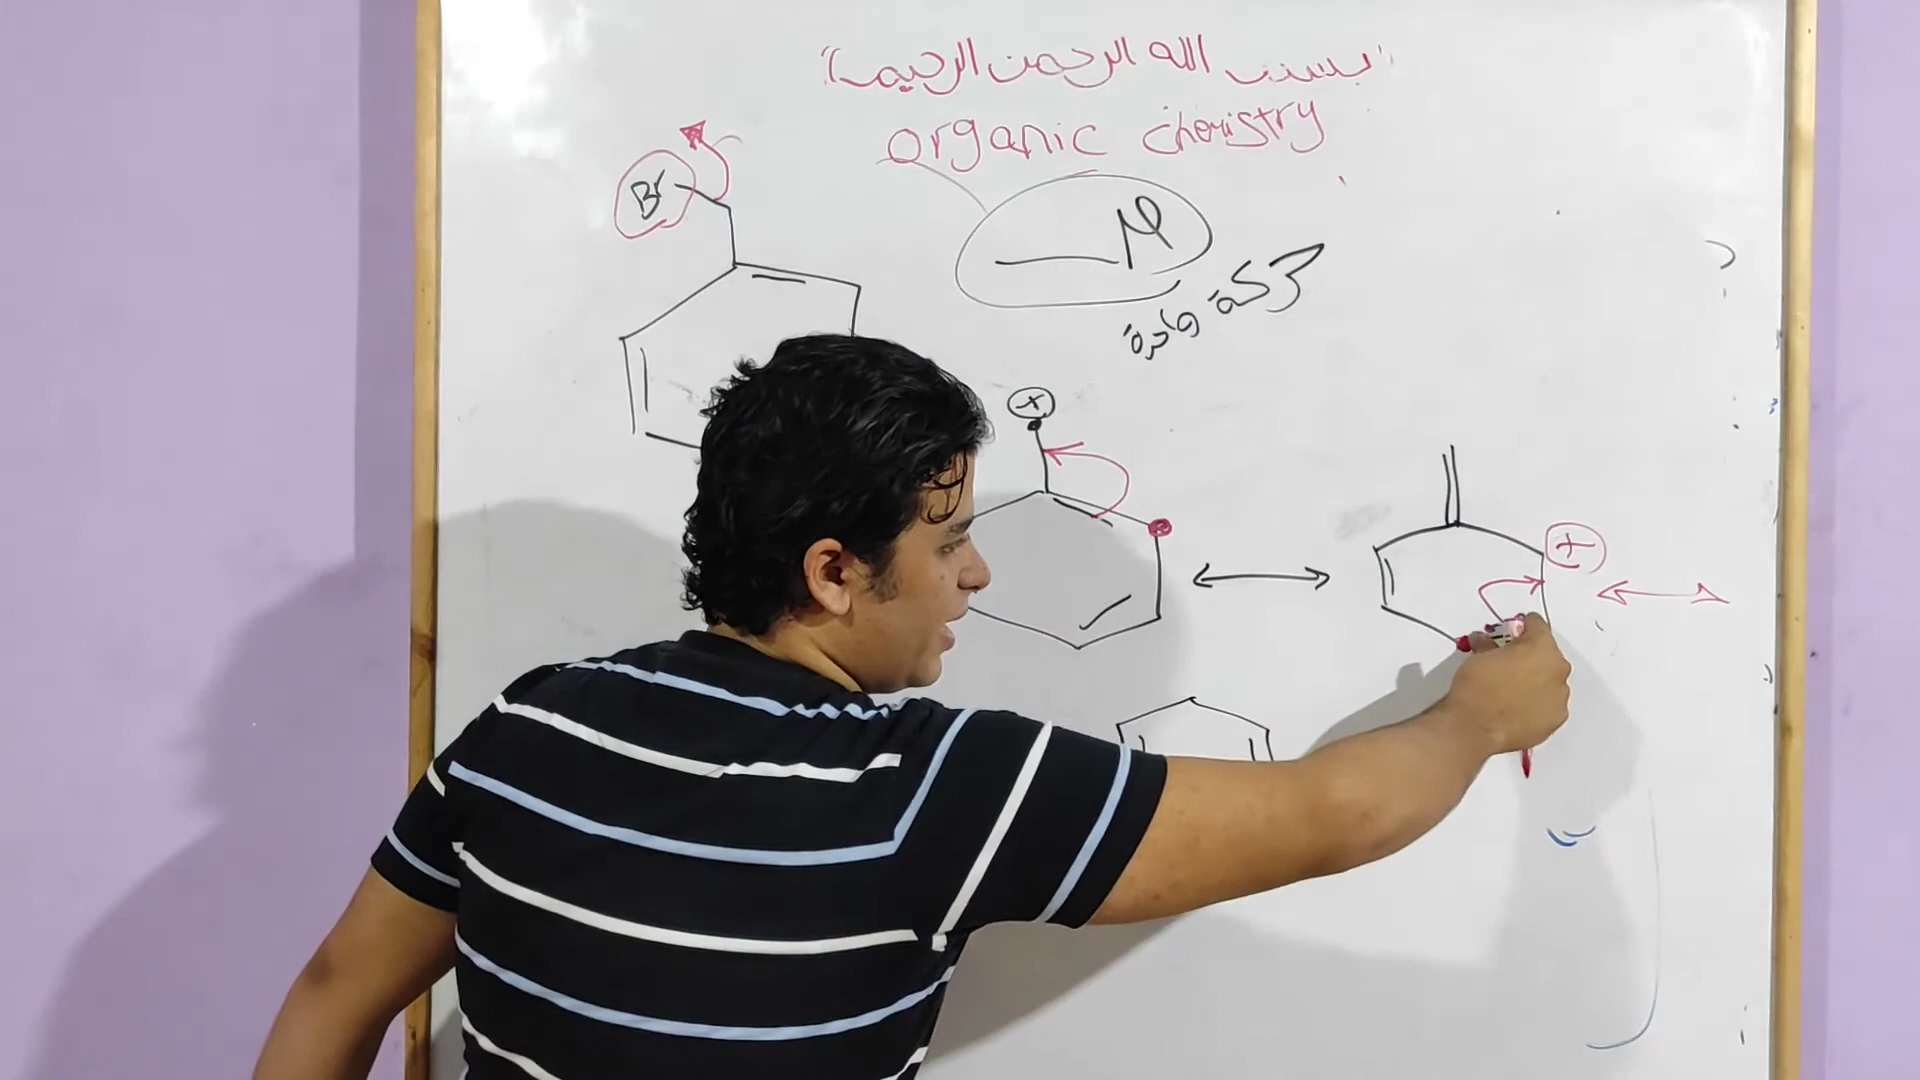 "بسم الله الرحمن الرحيم"
organic chemistry
Br
M
حركة واحدة
+
+